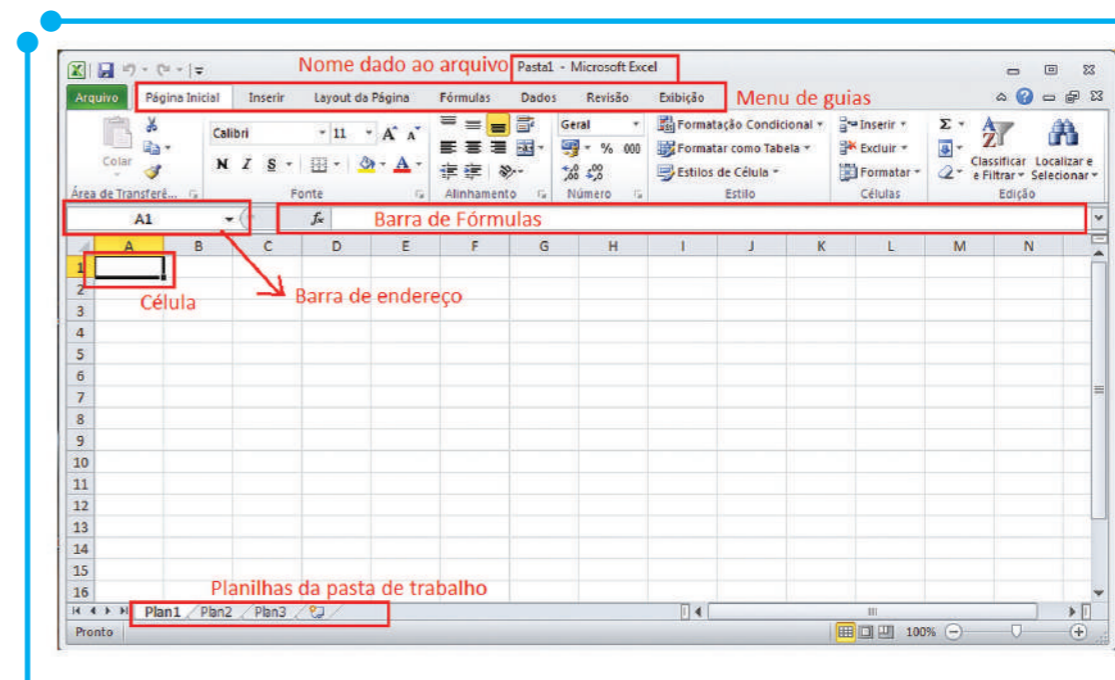 Nome dado ao arquivo Pasta1 - Microsoft Excel
Arquivo Página Inicial Inserir Layout da Página Fórmulas Dados Revisão Exibição Menu de guias
Calibri 11 A A Geral Formatação Condicional Inserir Σ
Colar N I S A % 000 Formatar como Tabela Excluir Classificar e Filtrar Localizar e Selecionar
Estilos de Célula Formatar
Área de Transferê... Fonte Alinhamento Número Estilo Células Edição
A1 fx Barra de Fórmulas
A B C D E F G H I J K L M N
1
2
Célula Barra de endereço
3
4
5
6
7
8
9
10
11
12
13
14
15
16 Planilhas da pasta de trabalho
Plan1 Plan2 Plan3
Pronto 100%